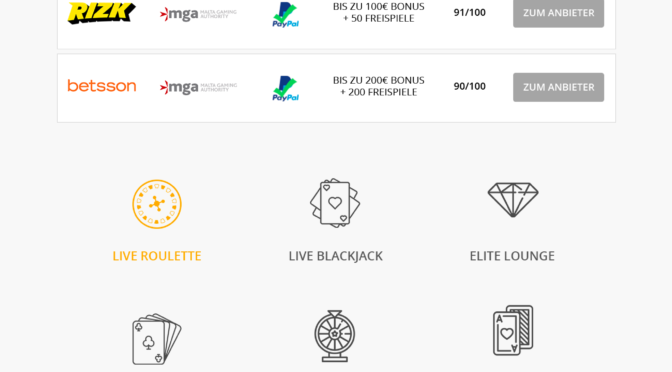 RIZK
mga MALTA GAMING AUTHORITY
PayPal
BIS ZU 100€ BONUS
+ 50 FREISPIELE
91/100
ZUM ANBIETER
betsson
mga MALTA GAMING AUTHORITY
PayPal
BIS ZU 200€ BONUS
+ 200 FREISPIELE
90/100
ZUM ANBIETER
LIVE ROULETTE
LIVE BLACKJACK
ELITE LOUNGE
A
A